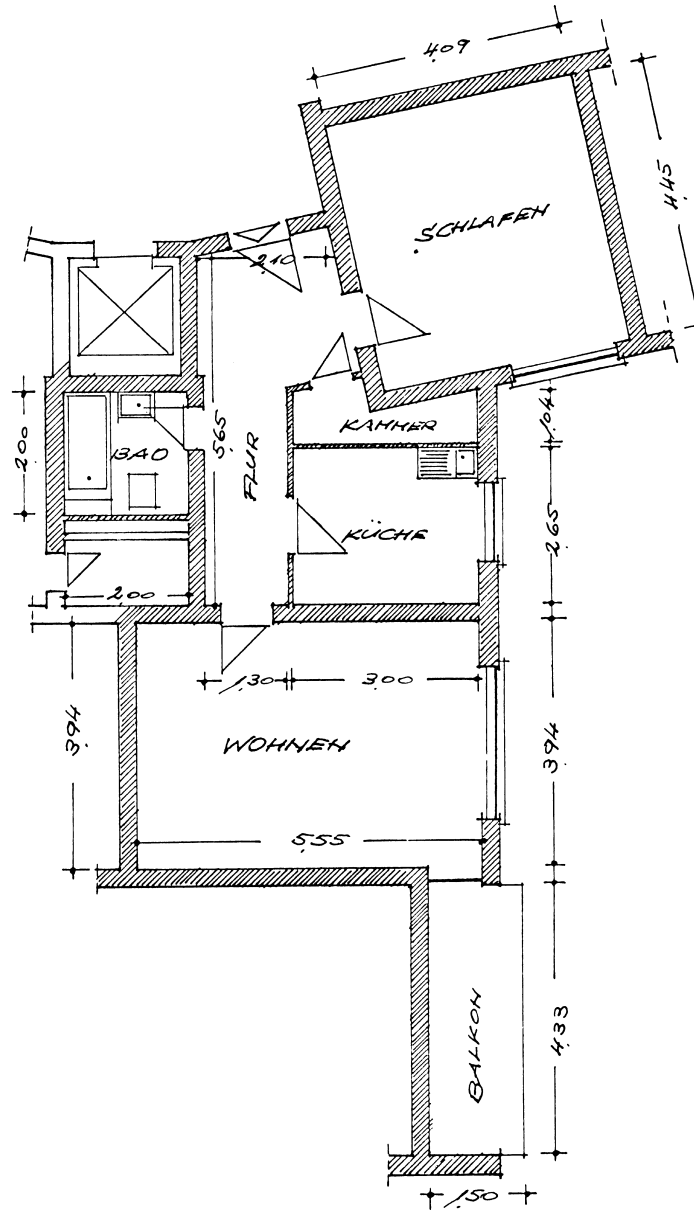 4.09
4.45
SCHLAFEN
2.10
KAMMER
1.04
2.00
BAD
5.65
FLUR
KÜCHE
2.65
2.00
1.30
3.00
3.94
WOHNEN
3.94
5.55
BALKON
4.33
1.50